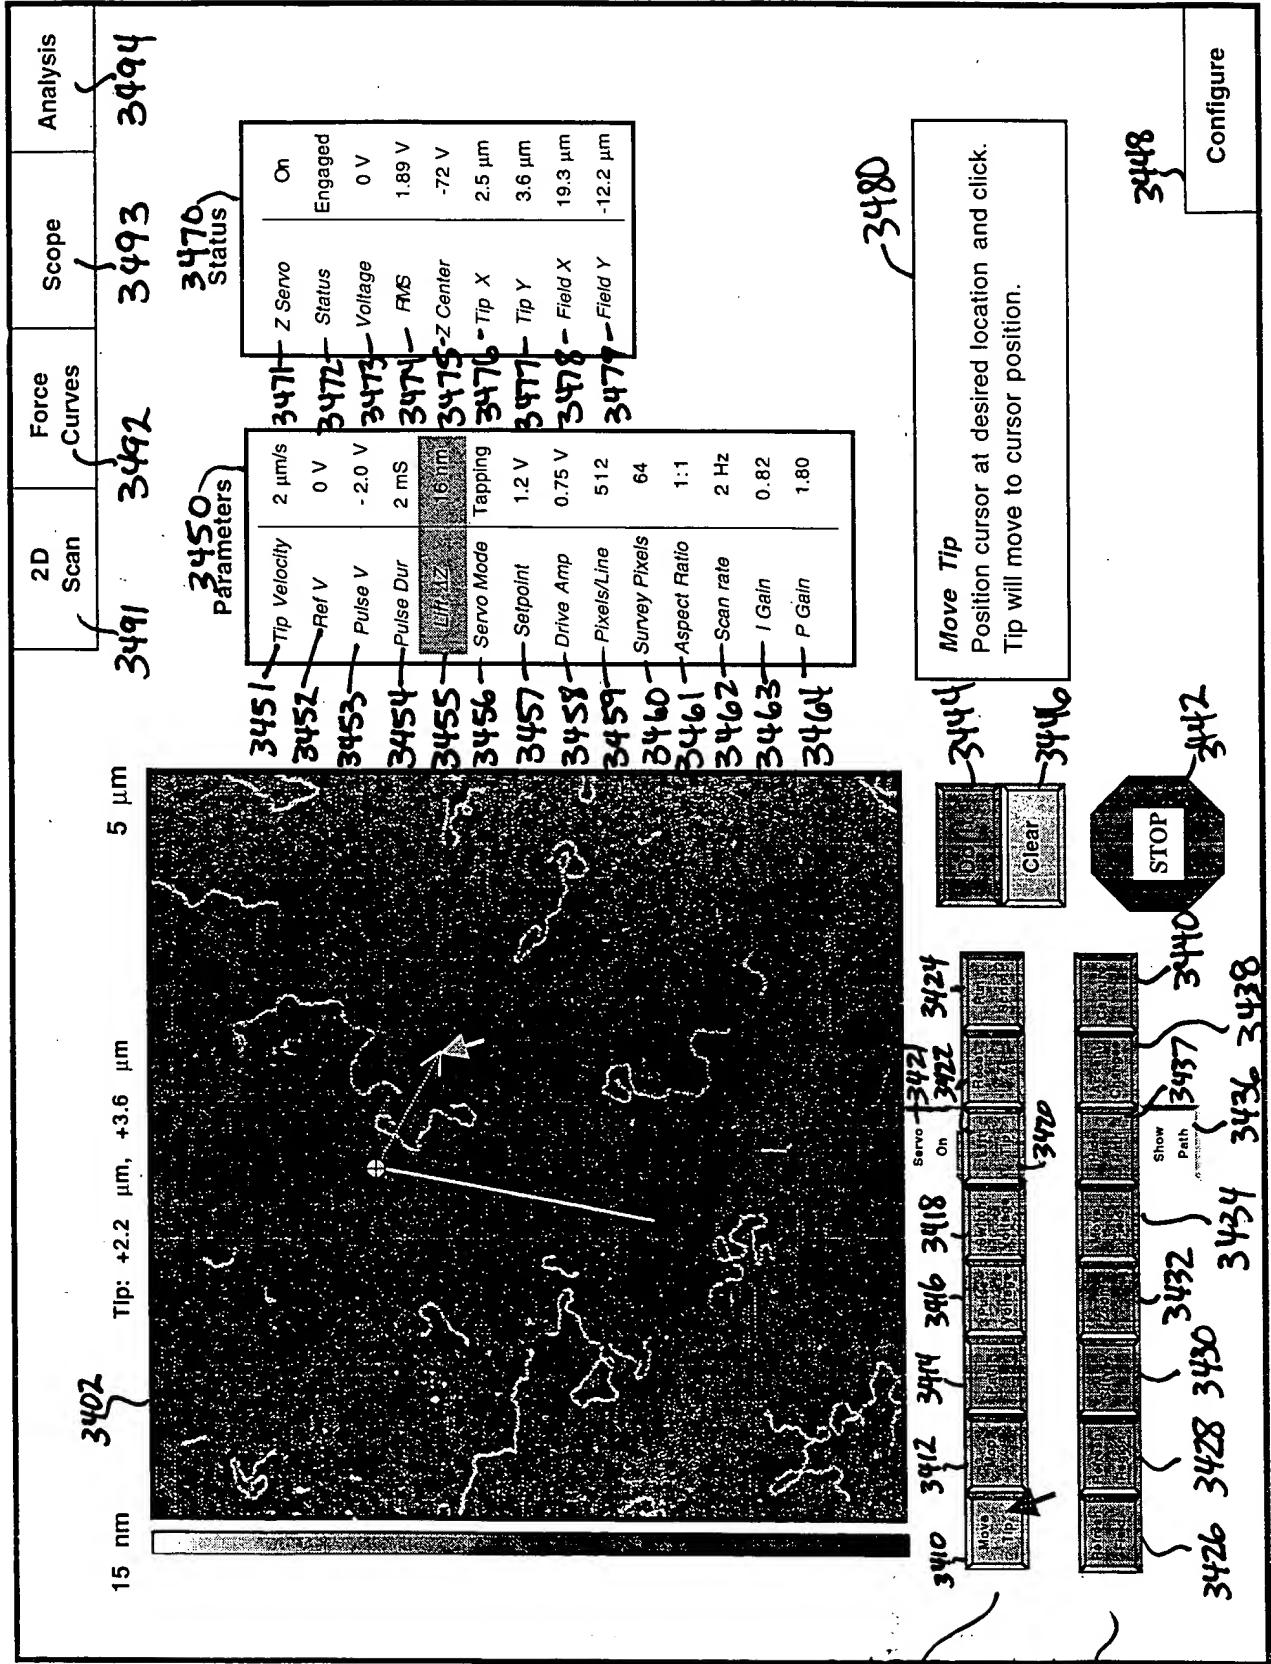 2D
Scan
Force
Curves
Scope
Analysis
3491
3492
3493
3494
15 nm
3402
Tip: +2.2 μm, +3.6 μm
5 μm
3450
Parameters
3451 Tip Velocity 2 μm/s
3452 Ref V 0 V
3453 Pulse V - 2.0 V
3454 Pulse Dur 2 mS
3455 Lift ΔZ 16 nm
3456 Servo Mode Tapping
3457 Setpoint 1.2 V
3458 Drive Amp 0.75 V
3459 Pixels/Line 512
3460 Survey Pixels 64
3461 Aspect Ratio 1:1
3462 Scan rate 2 Hz
3463 I Gain 0.82
3464 P Gain 1.80
3470
Status
3471 Z Servo On
3472 Status Engaged
3473 Voltage 0 V
3474 RMS 1.89 V
3475 Z Center -72 V
3476 Tip X 2.5 μm
3477 Tip Y 3.6 μm
3478 Field X 19.3 μm
3479 Field Y -12.2 μm
3410
3412
3414
3416
3418
Servo
On
3421
3422
3424
Move
Tip
3420
3426
3428
3430
3432
3434
Show
Path
3436
3437
3438
3440
3444
Clear
3446
STOP
3442
3480
Move Tip
Position cursor at desired location and click.
Tip will move to cursor position.
3448
Configure